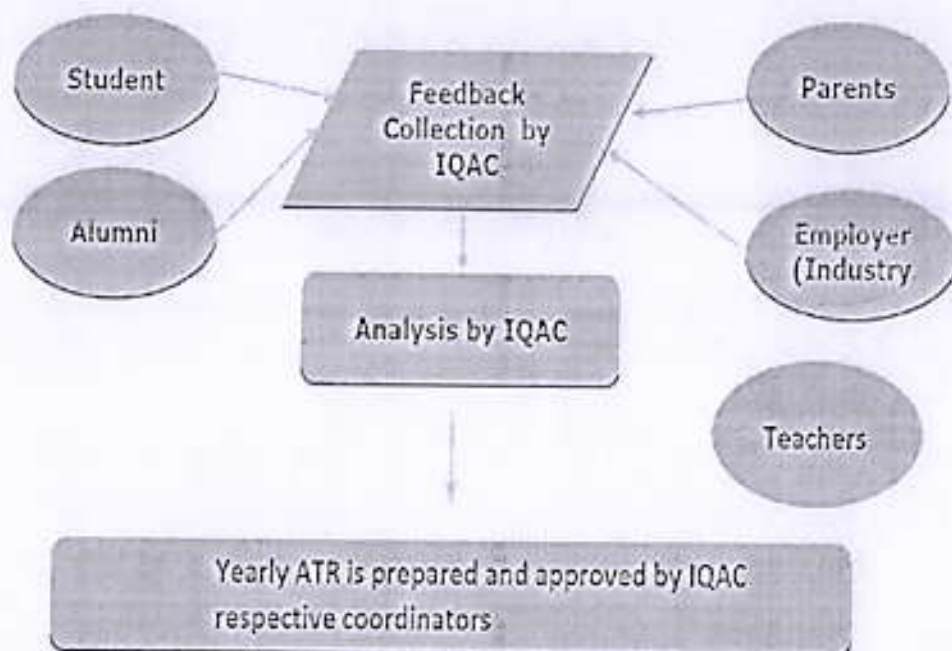 Student
Feedback
Collection by
IQAC
Parents
Alumni
Employer
(Industry
Analysis by IQAC
Teachers
Yearly ATR is prepared and approved by IQAC
respective coordinators